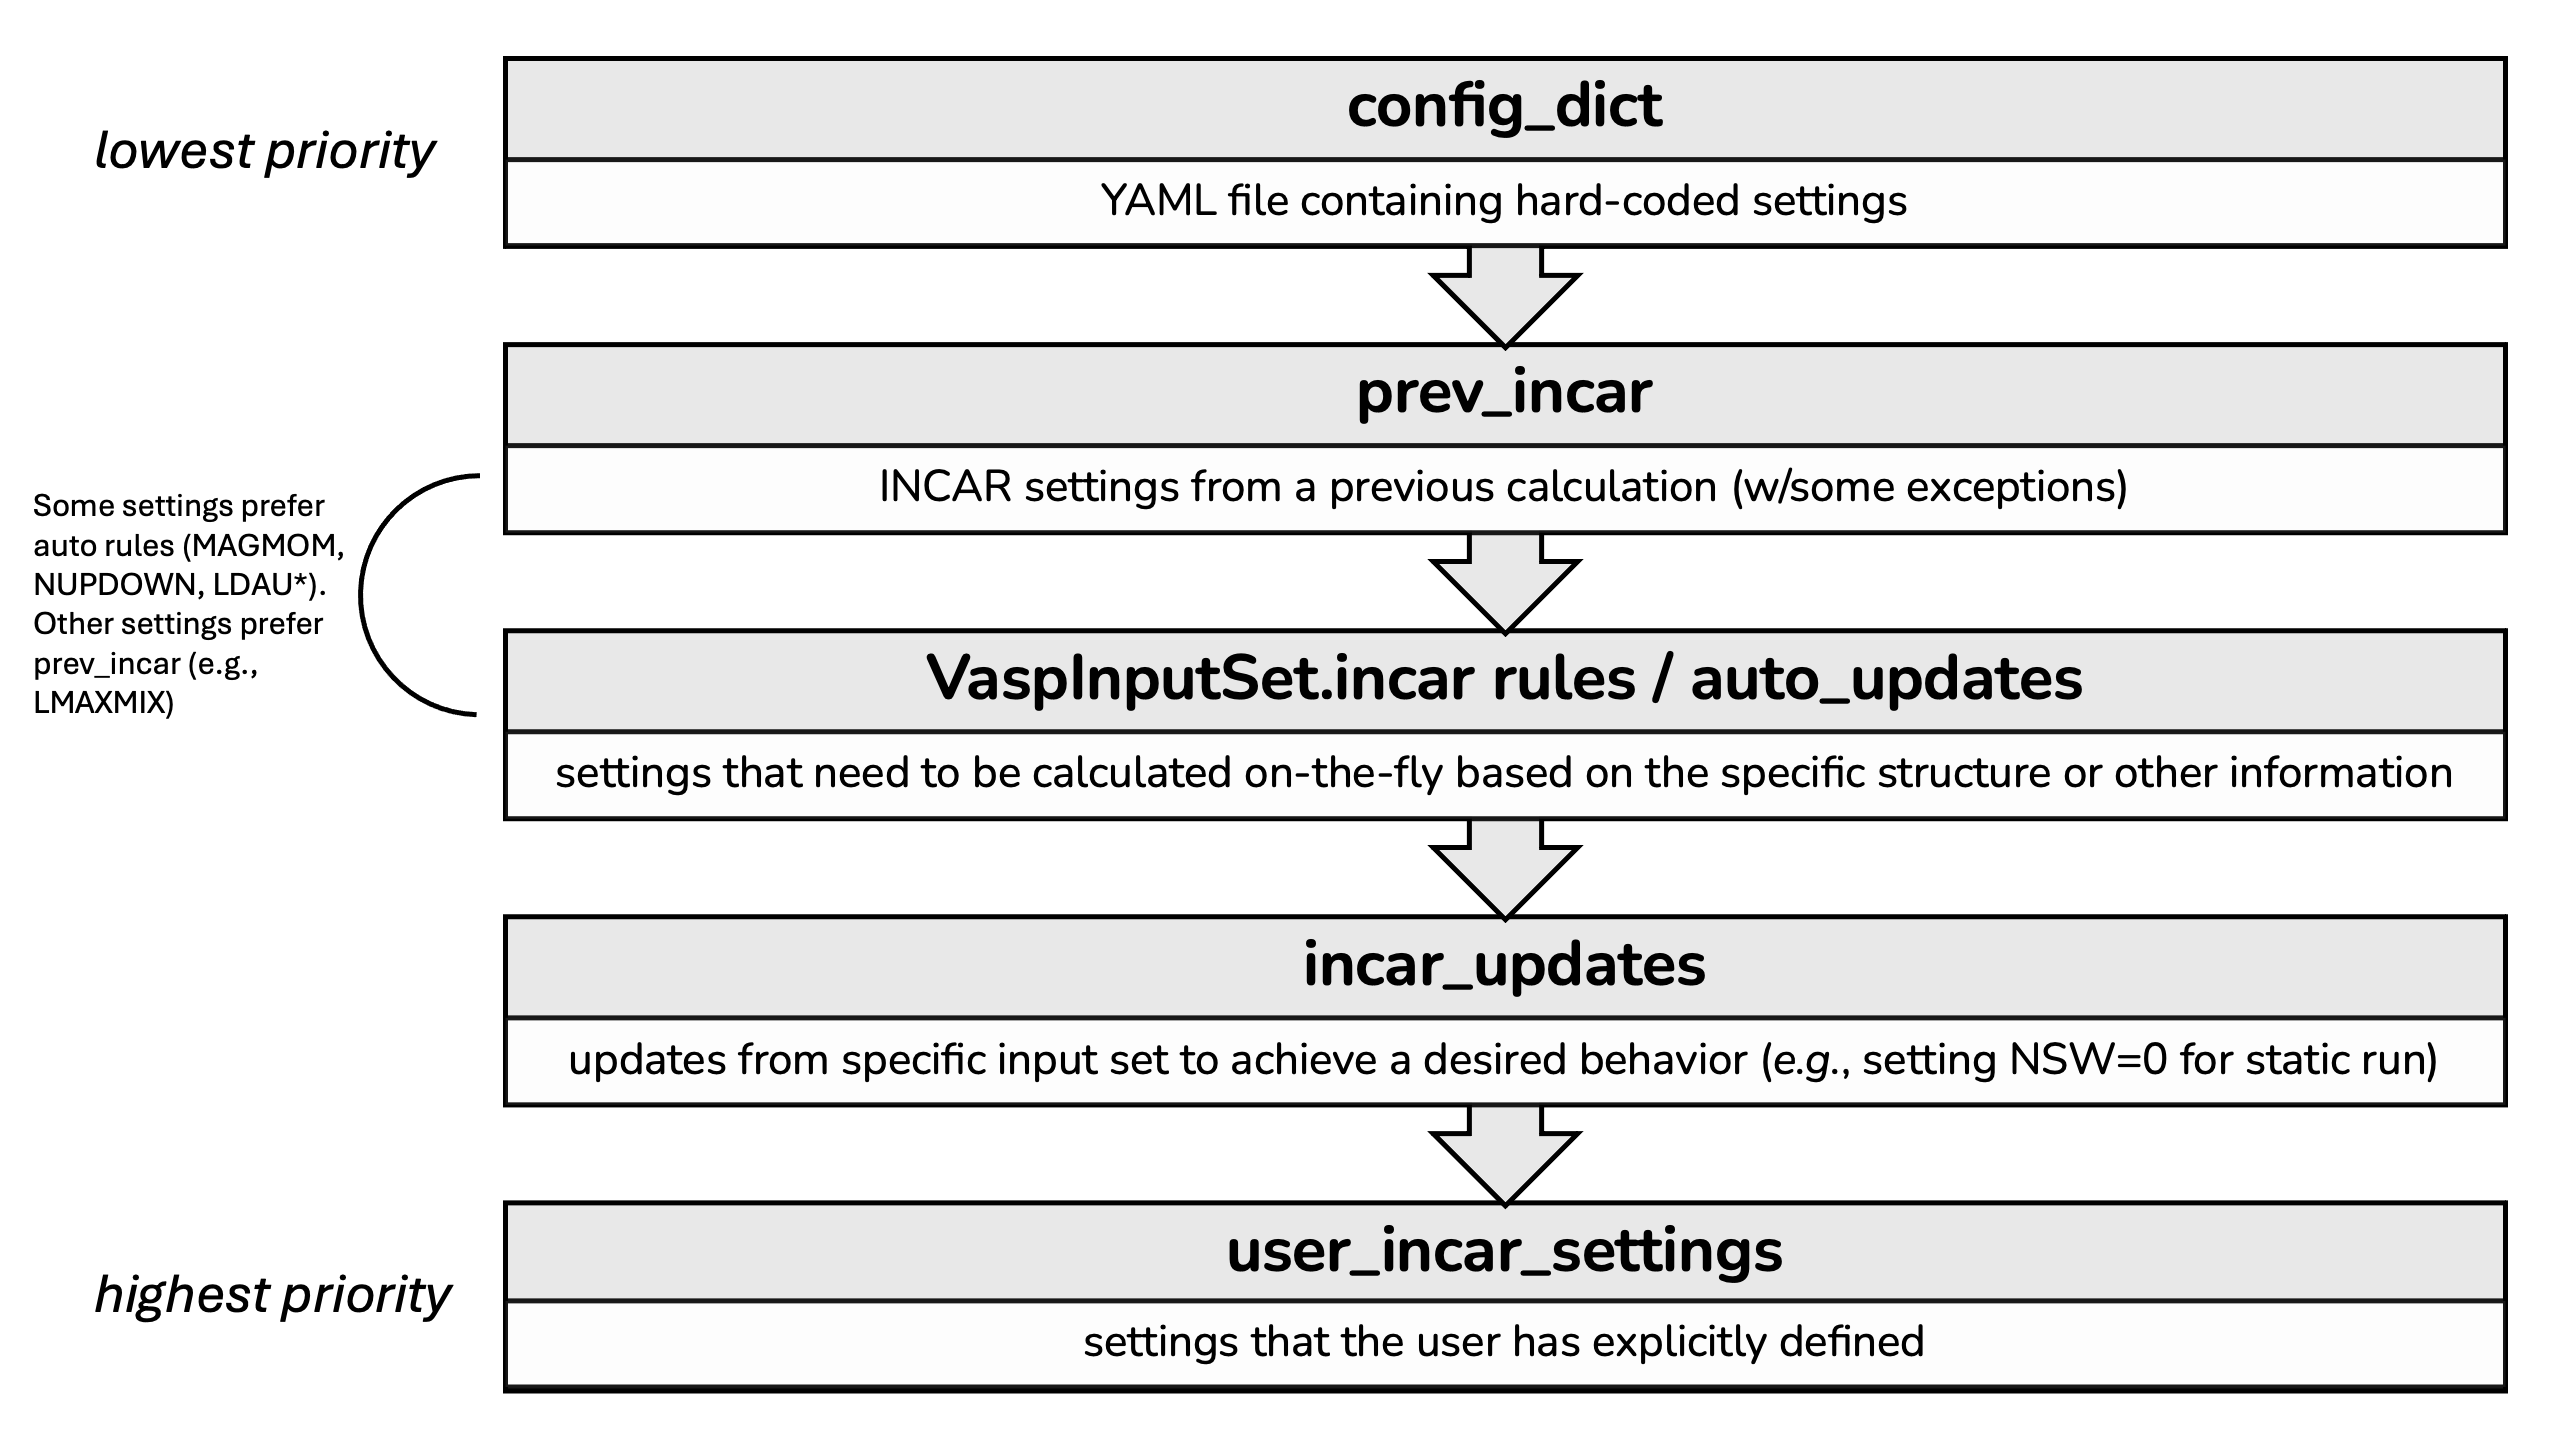 config_dict
lowest priority
YAML file containing hard-coded settings
prev_incar
INCAR settings from a previous calculation (w/some exceptions)
Some settings prefer
auto rules (MAGMOM,
NUPDOWN, LDAU*).
Other settings prefer
prev_incar (e.g.,
LMAXMIX)
VaspInputSet.incar rules / auto_updates
settings that need to be calculated on-the-fly based on the specific structure or other information
incar_updates
updates from specific input set to achieve a desired behavior (e.g., setting NSW=0 for static run)
user_incar_settings
highest priority
settings that the user has explicitly defined